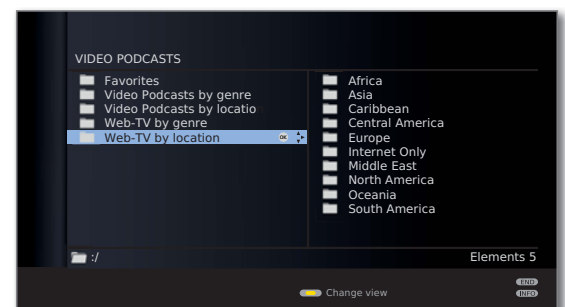 VIDEO PODCASTS
Favorites
Video Podcasts by genre
Video Podcasts by locatio
Web-TV by genre
Web-TV by location OK
Africa
Asia
Caribbean
Central America
Europe
Internet Only
Middle East
North America
Oceania
South America
:/
Elements 5
Change view
END
INFO